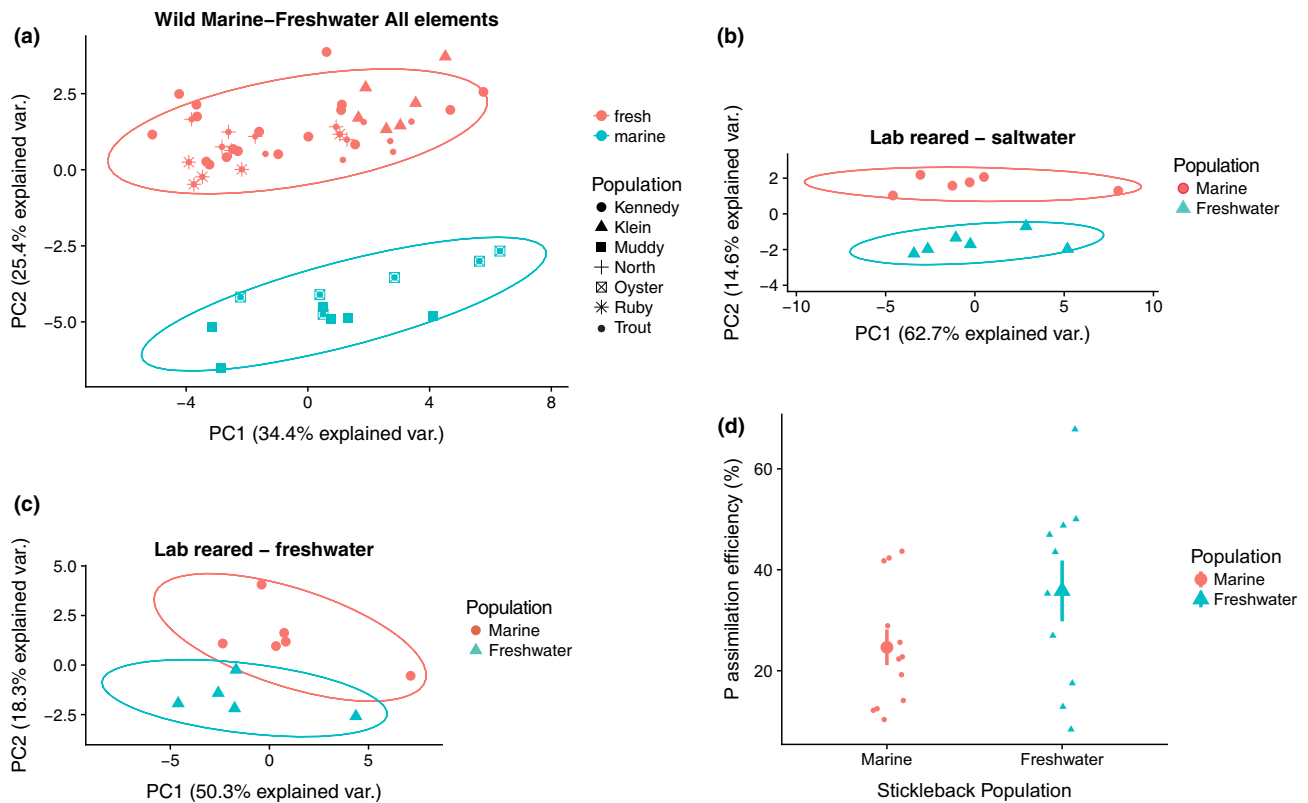 (a)
Wild Marine−Freshwater All elements
2.5
0.0
−2.5
−5.0
PC2 (25.4% explained var.)
−4
0
4
8
PC1 (34.4% explained var.)
fresh
marine
Population
Kennedy
Klein
Muddy
North
Oyster
Ruby
Trout
(b)
Lab reared − saltwater
2
0
−2
−4
PC2 (14.6% explained var.)
−10
−5
0
5
10
PC1 (62.7% explained var.)
Population
Marine
Freshwater
(c)
Lab reared − freshwater
5.0
2.5
0.0
−2.5
PC2 (18.3% explained var.)
−5
0
5
PC1 (50.3% explained var.)
Population
Marine
Freshwater
(d)
60
40
20
P assimilation efficiency (%)
Marine
Freshwater
Stickleback Population
Population
Marine
Freshwater